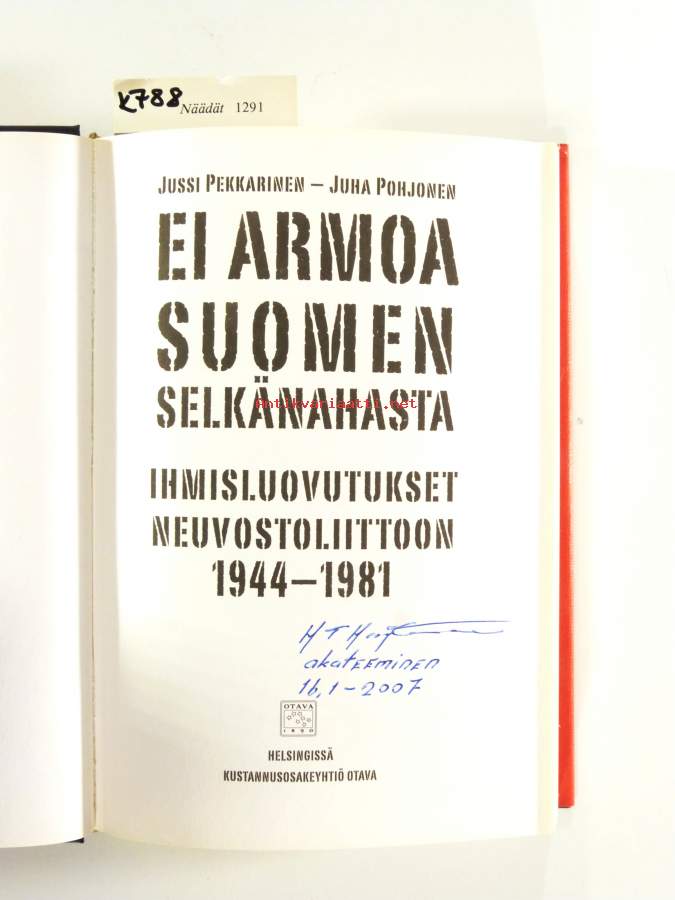 K788
Näädät 1291
JUSSI PEKKARINEN – JUHA POHJONEN
EI ARMOA
SUOMEN
SELKÄNAHASTA
Antikvariaatti.net
IHMISLUOVUTUKSET
NEUVOSTOLIITTOON
1944–1981
H T
akateeminen
16,1-2007
OTAVA
1890
HELSINGISSÄ
KUSTANNUSOSAKEYHTIÖ OTAVA